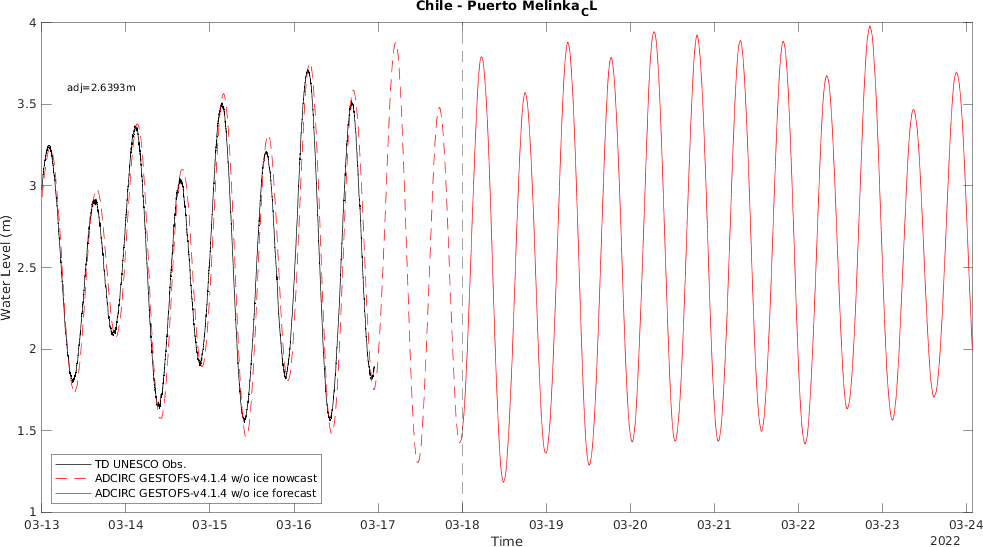 Chile - Puerto MelinkaCL
4
adj=2.6393m
3.5
3
Water Level (m)
2.5
2
1.5
TD UNESCO Obs.
ADCIRC GESTOFS-v4.1.4 w/o ice nowcast
ADCIRC GESTOFS-v4.1.4 w/o ice forecast
1
03-13 03-14 03-15 03-16 03-17 03-18 03-19 03-20 03-21 03-22 03-23 03-24
Time
2022